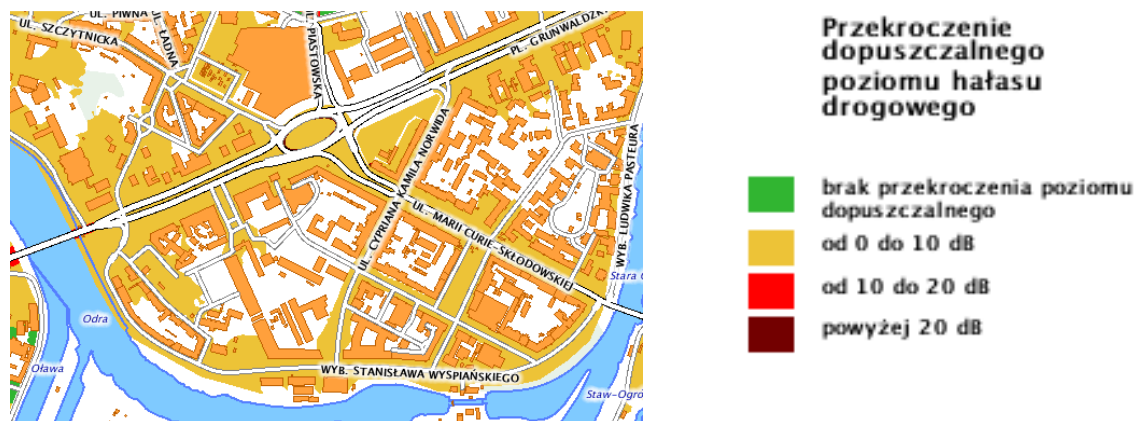 UL. PIWNA
UL. SZCZYTNICKA
UL. ŁADNA
UL. PIASTOWSKA
PL. GRUNWALDZK
UL. CYPRIANA KAMILA NORWIDA
UL. MARII CURIE-SKŁODOWSKIEJ
WYB. LUDWIKA PASTEURA
Stara O
Odra
Oława
WYB. STANISŁAWA WYSPIAŃSKIEGO
Staw-Ogro
Przekroczenie
dopuszczalnego
poziomu hałasu
drogowego
brak przekroczenia poziomu
dopuszczalnego
od 0 do 10 dB
od 10 do 20 dB
powyżej 20 dB